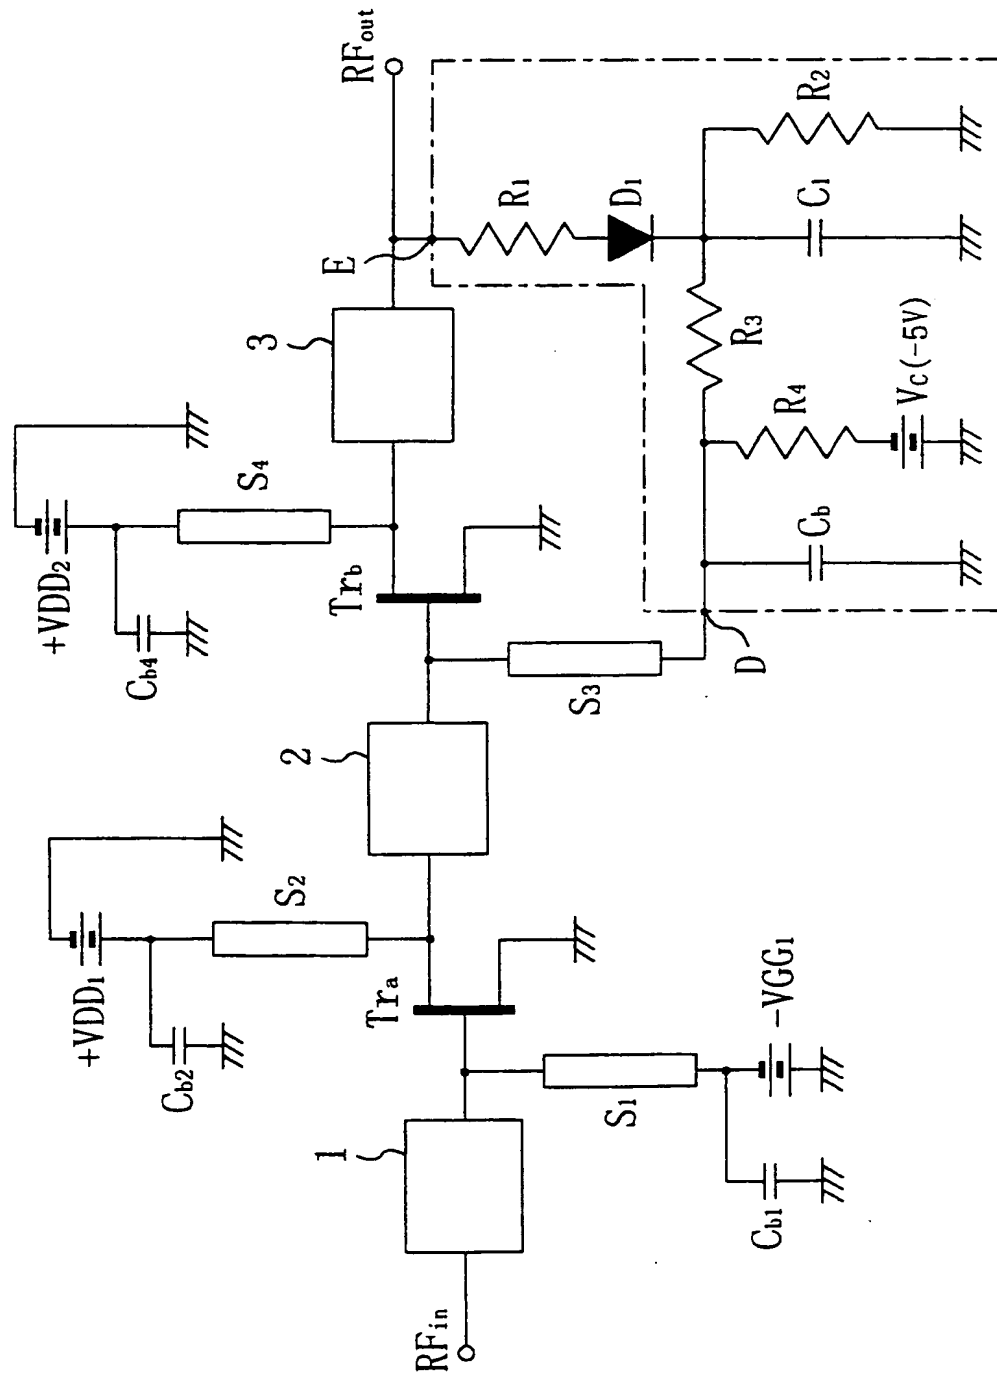 RFout
E
R1
D1
R2
C1
3
+VDD2
S4
Cb4
Trb
R3
R4
VC(-5V)
Cb
D
S3
2
+VDD1
S2
Cb2
Tra
-VGG1
S1
Cb1
1
RFin